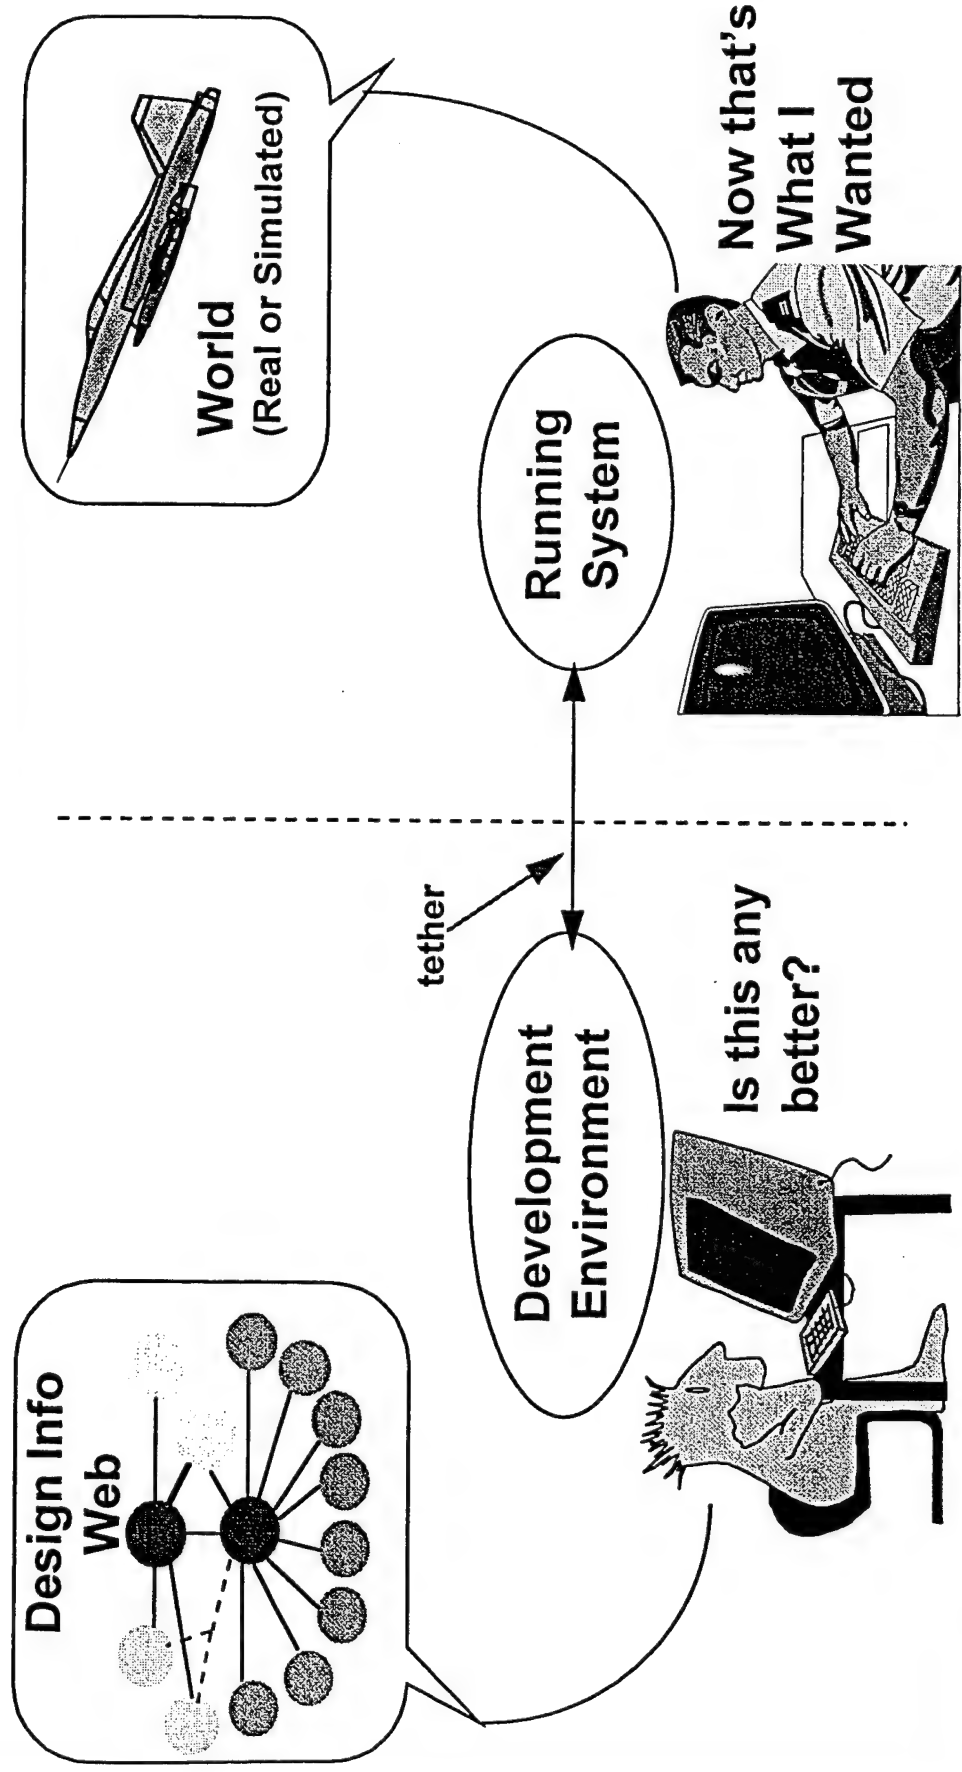 Design Info
Web
Development
Environment
Is this any
better?
tether
World
(Real or Simulated)
Running
System
Now that's
What I
Wanted